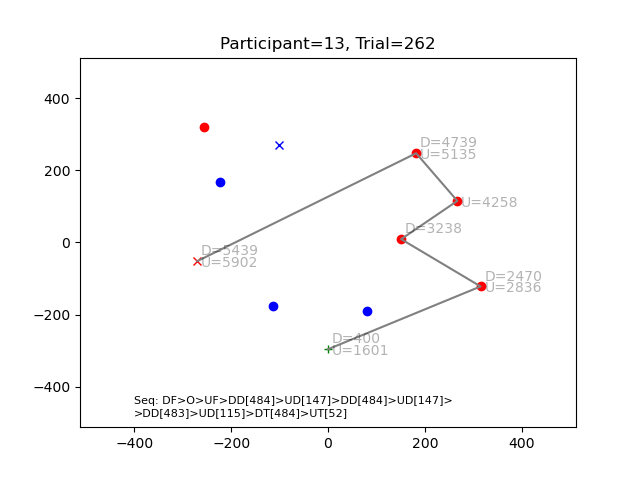 Participant=13, Trial=262
400
200
0
−200
−400
−400
−200
0
200
400
D=4739
U=5135
U=4258
D=3238
D=5439
U=5902
D=2470
U=2836
D=400
U=1601
Seq: DF>O>UF>DD[484]>UD[147]>DD[484]>UD[147]>
>DD[483]>UD[115]>DT[484]>UT[52]